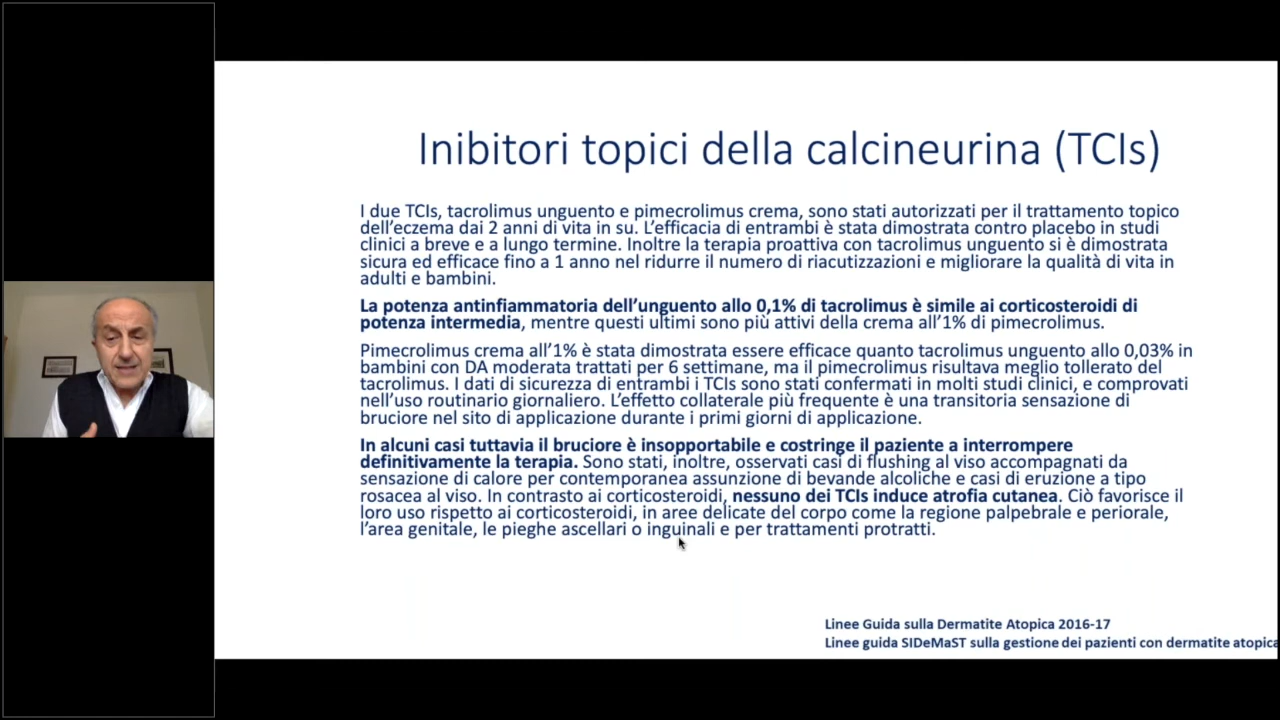 Inibitori topici della calcineurina (TCIs)
I due TCIs, tacrolimus unguento e pimecrolimus crema, sono stati autorizzati per il trattamento topico
dell’eczema dai 2 anni di vita in su. L’efficacia di entrambi è stata dimostrata contro placebo in studi
clinici a breve e a lungo termine. Inoltre la terapia proattiva con tacrolimus unguento si è dimostrata
sicura ed efficace fino a 1 anno nel ridurre il numero di riacutizzazioni e migliorare la qualità di vita in
adulti e bambini.
La potenza antinfiammatoria dell’unguento allo 0,1% di tacrolimus è simile ai corticosteroidi di
potenza intermedia, mentre questi ultimi sono più attivi della crema all’1% di pimecrolimus.
Pimecrolimus crema all’1% è stata dimostrata essere efficace quanto tacrolimus unguento allo 0,03% in
bambini con DA moderata trattati per 6 settimane, ma il pimecrolimus risultava meglio tollerato del
tacrolimus. I dati di sicurezza di entrambi i TCIs sono stati confermati in molti studi clinici, e comprovati
nell’uso routinario giornaliero. L’effetto collaterale più frequente è una transitoria sensazione di
bruciore nel sito di applicazione durante i primi giorni di applicazione.
In alcuni casi tuttavia il bruciore è insopportabile e costringe il paziente a interrompere
definitivamente la terapia. Sono stati, inoltre, osservati casi di flushing al viso accompagnati da
sensazione di calore per contemporanea assunzione di bevande alcoliche e casi di eruzione a tipo
rosacea al viso. In contrasto ai corticosteroidi, nessuno dei TCIs induce atrofia cutanea. Ciò favorisce il
loro uso rispetto ai corticosteroidi, in aree delicate del corpo come la regione palpebrale e periorale,
l’area genitale, le pieghe ascellari o inguinali e per trattamenti protratti.
Linee Guida sulla Dermatite Atopica 2016-17
Linee guida SIDeMaST sulla gestione dei pazienti con dermatite atopica